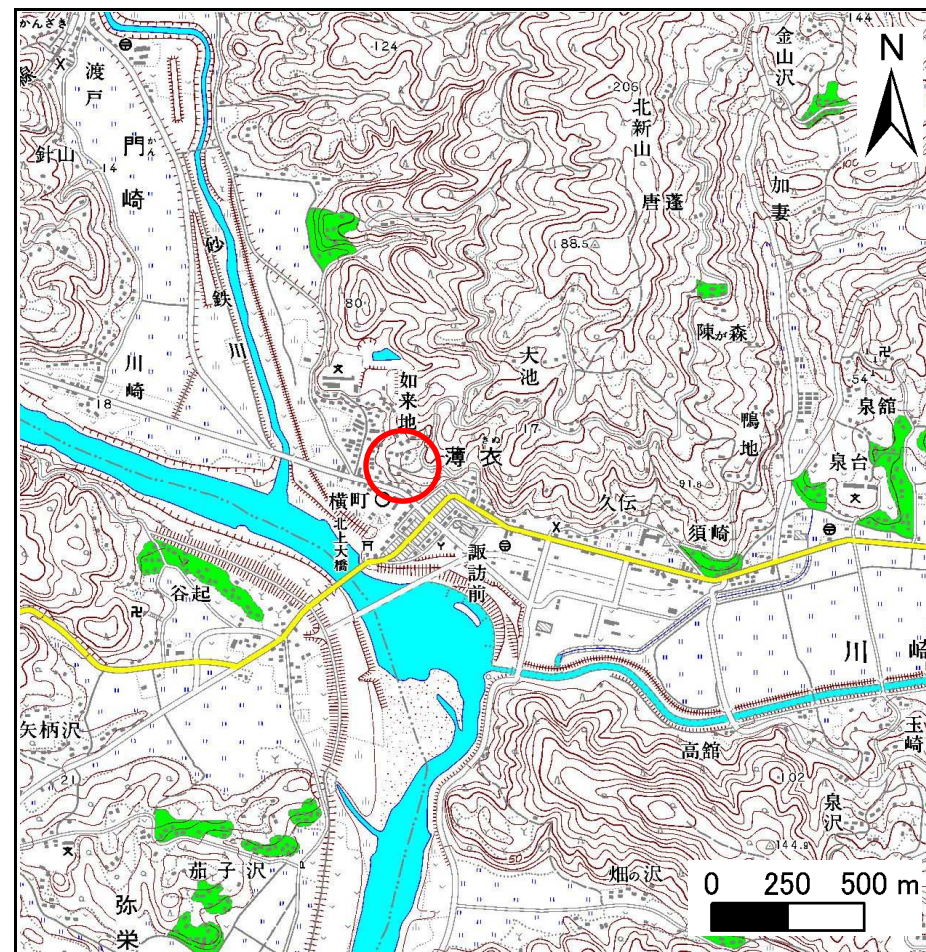 かんざき
渡戸
針山
14
門崎
かん
砂鉄川
川崎
18
124
206
北新山
唐蓬
188.5
金山沢
144
N
加妻
100
80
如来地
大池
17
陳が森
鴨地
54
泉館
泉台
薄衣
きぬ
91.8
久伝
須崎
横町
北上大橋
諏訪前
谷起
川崎
矢柄沢
21
高館
102
玉崎
泉沢
144.8
50
畑の沢
茄子沢
弥栄
0 250 500 m